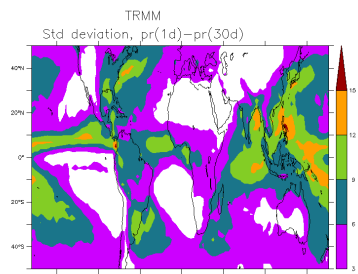 TRMM
Std deviation, pr(1d)-pr(30d)
40°N
20°N
0°
20°S
40°S
15
12
9
6
3